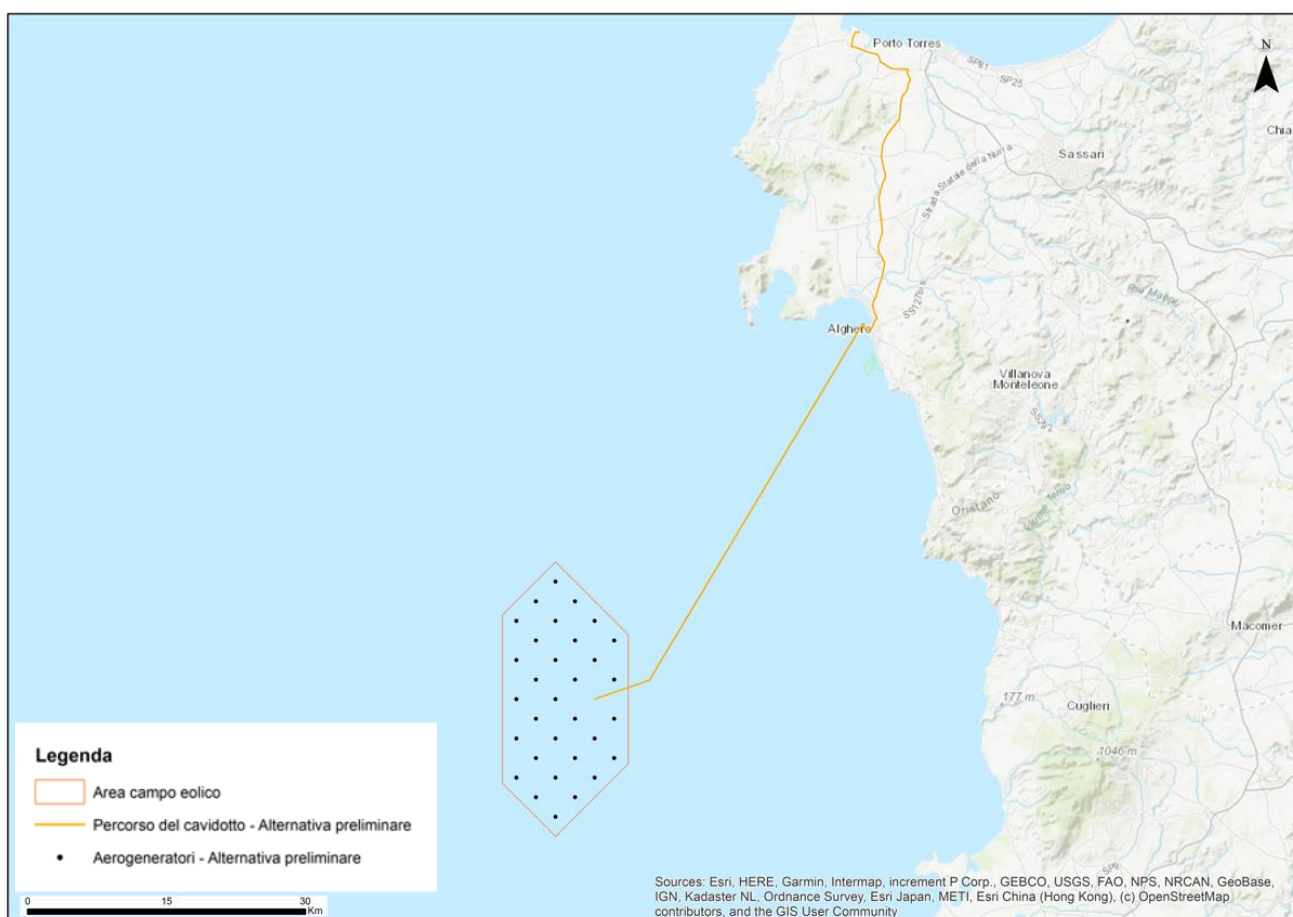 Porto Torres
N
SP81
SP25
Chia
Sassari
Strada Statale della Nurra
Riu Mannu
SS127bis
Alghero
Villanova
Monteleone
SS292
Oristano
Fiume Temo
Macomer
177 m
Cuglieri
1046 m
Legenda
Area campo eolico
Percorso del cavidotto - Alternativa preliminare
Aerogeneratori - Alternativa preliminare
0 15 30
Km
Sources: Esri, HERE, Garmin, Intermap, increment P Corp., GEBCO, USGS, FAO, NPS, NRCAN, GeoBase,
IGN, Kadaster NL, Ordnance Survey, Esri Japan, METI, Esri China (Hong Kong), (c) OpenStreetMap
contributors, and the GIS User Community